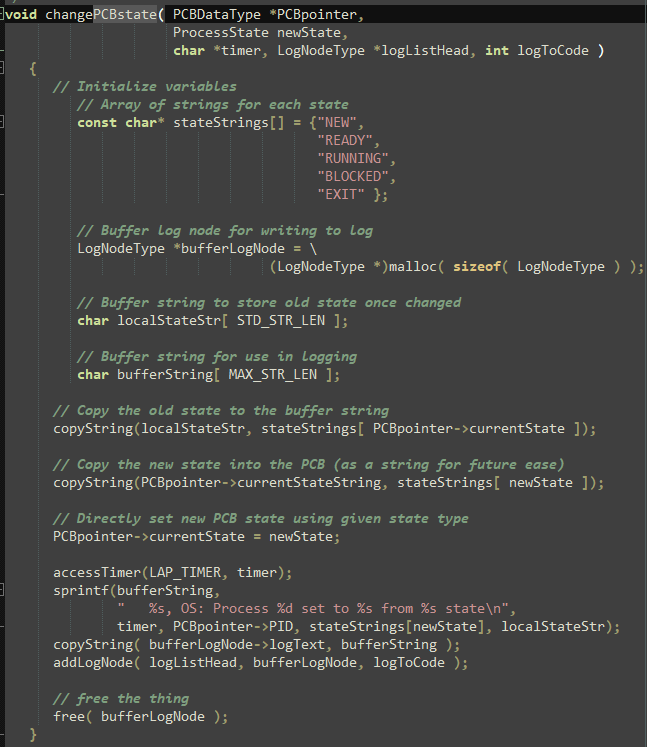 void changePCBstate( PCBDataType *PCBpointer,
ProcessState newState,
char *timer, LogNodeType *logListHead, int logToCode )
{
// Initialize variables
// Array of strings for each state
const char* stateStrings[] = {"NEW",
"READY",
"RUNNING",
"BLOCKED",
"EXIT" };
// Buffer log node for writing to log
LogNodeType *bufferLogNode = \
(LogNodeType *)malloc( sizeof( LogNodeType ) );
// Buffer string to store old state once changed
char localStateStr[ STD_STR_LEN ];
// Buffer string for use in logging
char bufferString[ MAX_STR_LEN ];
// Copy the old state to the buffer string
copyString(localStateStr, stateStrings[ PCBpointer->currentState ]);
// Copy the new state into the PCB (as a string for future ease)
copyString(PCBpointer->currentStateString, stateStrings[ newState ]);
// Directly set new PCB state using given state type
PCBpointer->currentState = newState;
accessTimer(LAP_TIMER, timer);
sprintf(bufferString,
"   %s, OS: Process %d set to %s from %s state\n",
timer, PCBpointer->PID, stateStrings[newState], localStateStr);
copyString( bufferLogNode->logText, bufferString );
addLogNode( logListHead, bufferLogNode, logToCode );
// free the thing
free( bufferLogNode );
}